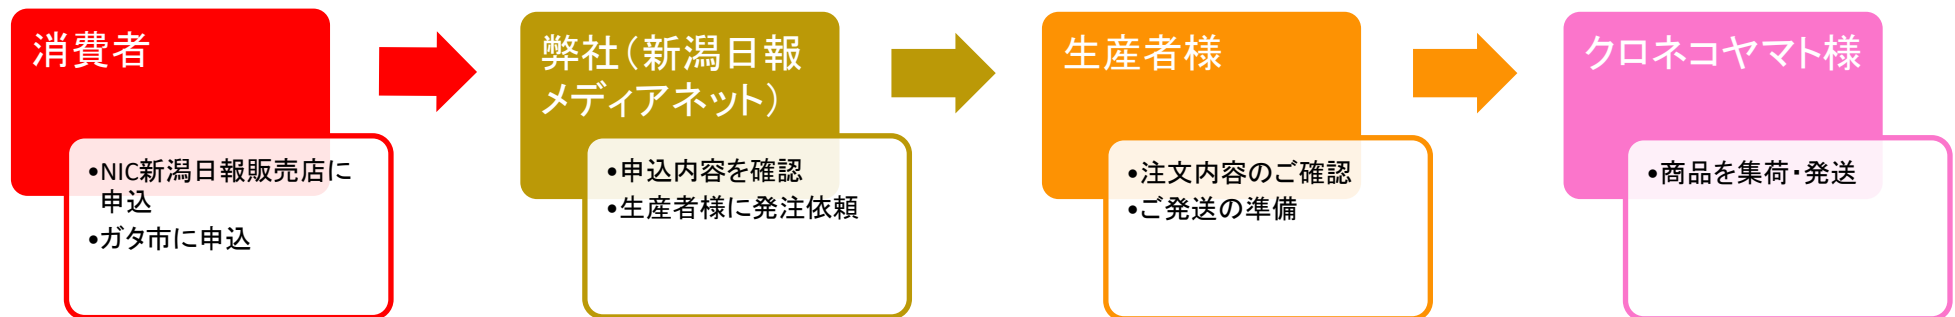 消費者
•NIC新潟日報販売店に
申込
•ガタ市に申込
弊社（新潟日報
メディアネット）
•申込内容を確認
•生産者様に発注依頼
生産者様
•注文内容のご確認
•ご発送の準備
クロネコヤマト様
•商品を集荷・発送